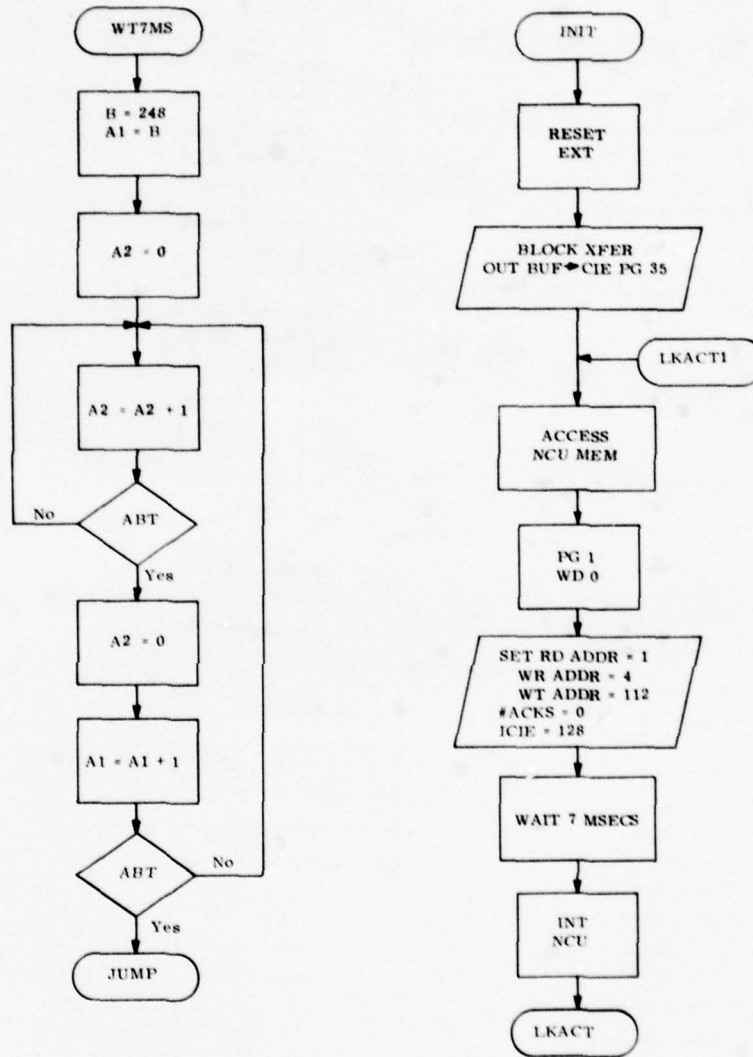 WT7MS
B = 248
A1 = B
A2 = 0
A2 = A2 + 1
No
ABT
Yes
A2 = 0
A1 = A1 + 1
ABT
No
Yes
JUMP
INIT
RESET
EXT
BLOCK XFER
OUT BUF➔CIE PG 35
LKACT1
ACCESS
NCU MEM
PG 1
WD 0
SET RD ADDR = 1
WR ADDR = 4
WT ADDR = 112
#ACKS = 0
ICIE = 128
WAIT 7 MSECS
INT
NCU
LKACT